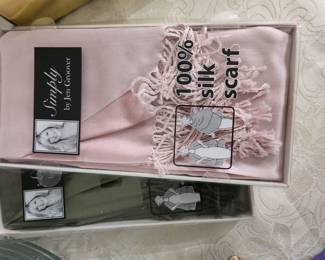 Simply
by Jen Groover
100%
silk
scarf